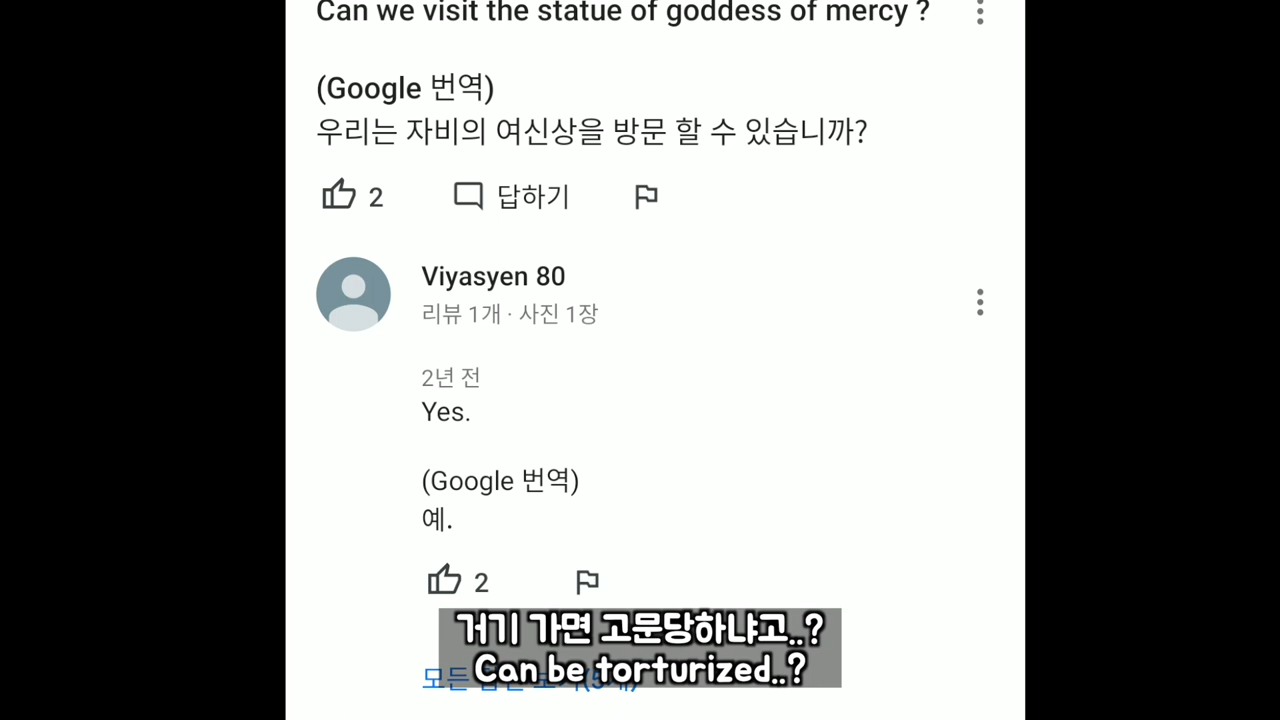 Can we visit the statue of goddess of mercy ?
(Google 번역)
우리는 자비의 여신상을 방문 할 수 있습니까?
2 답하기
Viyasyen 80
리뷰 1개 · 사진 1장
2년 전
Yes.
(Google 번역)
예.
2
거기 가면 고문당하냐고..?
Can be torturized..?
모든